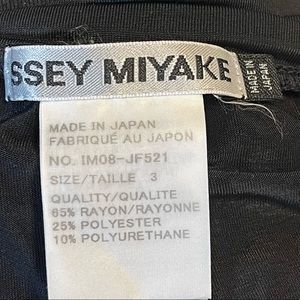 SSEY MIYAKE
MADE IN
JAPAN
MADE IN JAPAN
FABRIQUÉ AU JAPON
NO. IM08-JF521
SIZE/TAILLE 3
QUALITY/QUALITE
65% RAYON/RAYONNE
25% POLYESTER
10% POLYURETHANE